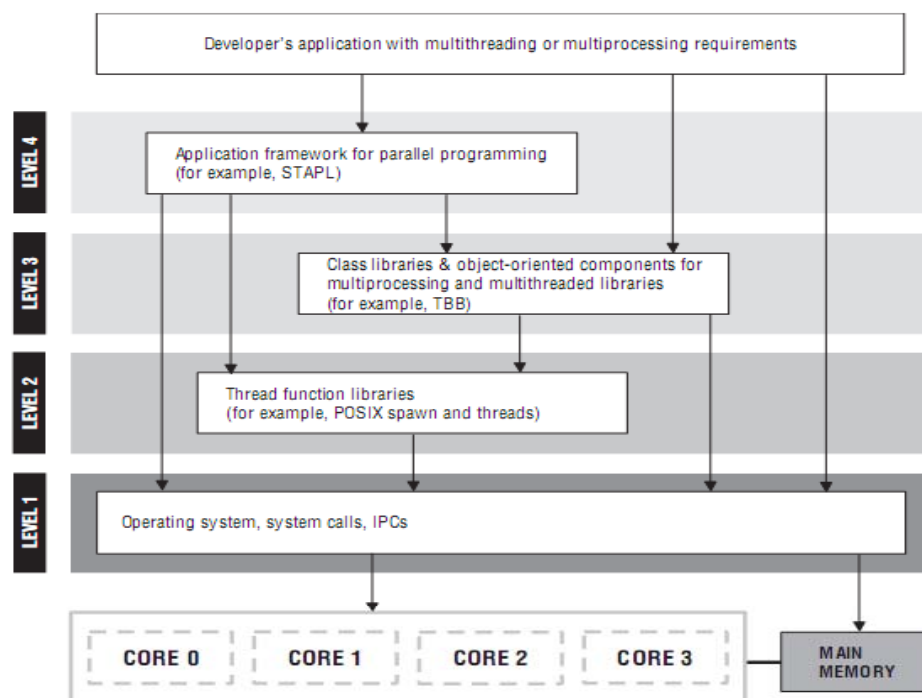 Developer's application with multithreading or multiprocessing requirements
LEVEL 4
Application framework for parallel programming
(for example, STAPL)
LEVEL 3
Class libraries & object-oriented components for
multiprocessing and multithreaded libraries
(for example, TBB)
LEVEL 2
Thread function libraries
(for example, POSIX spawn and threads)
LEVEL 1
Operating system, system calls, IPCs
CORE 0
CORE 1
CORE 2
CORE 3
MAIN
MEMORY